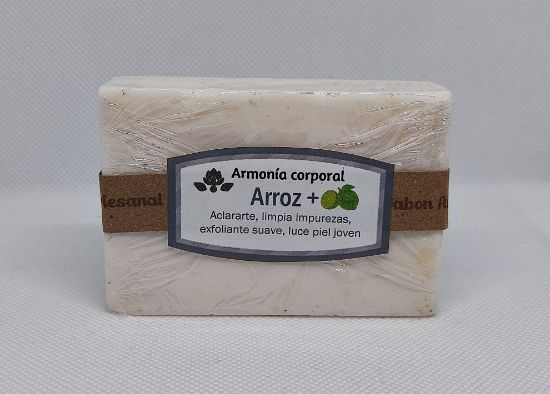 Armonía corporal
Arroz +
Aclararte, limpia impurezas,
exfoliante suave, luce piel joven